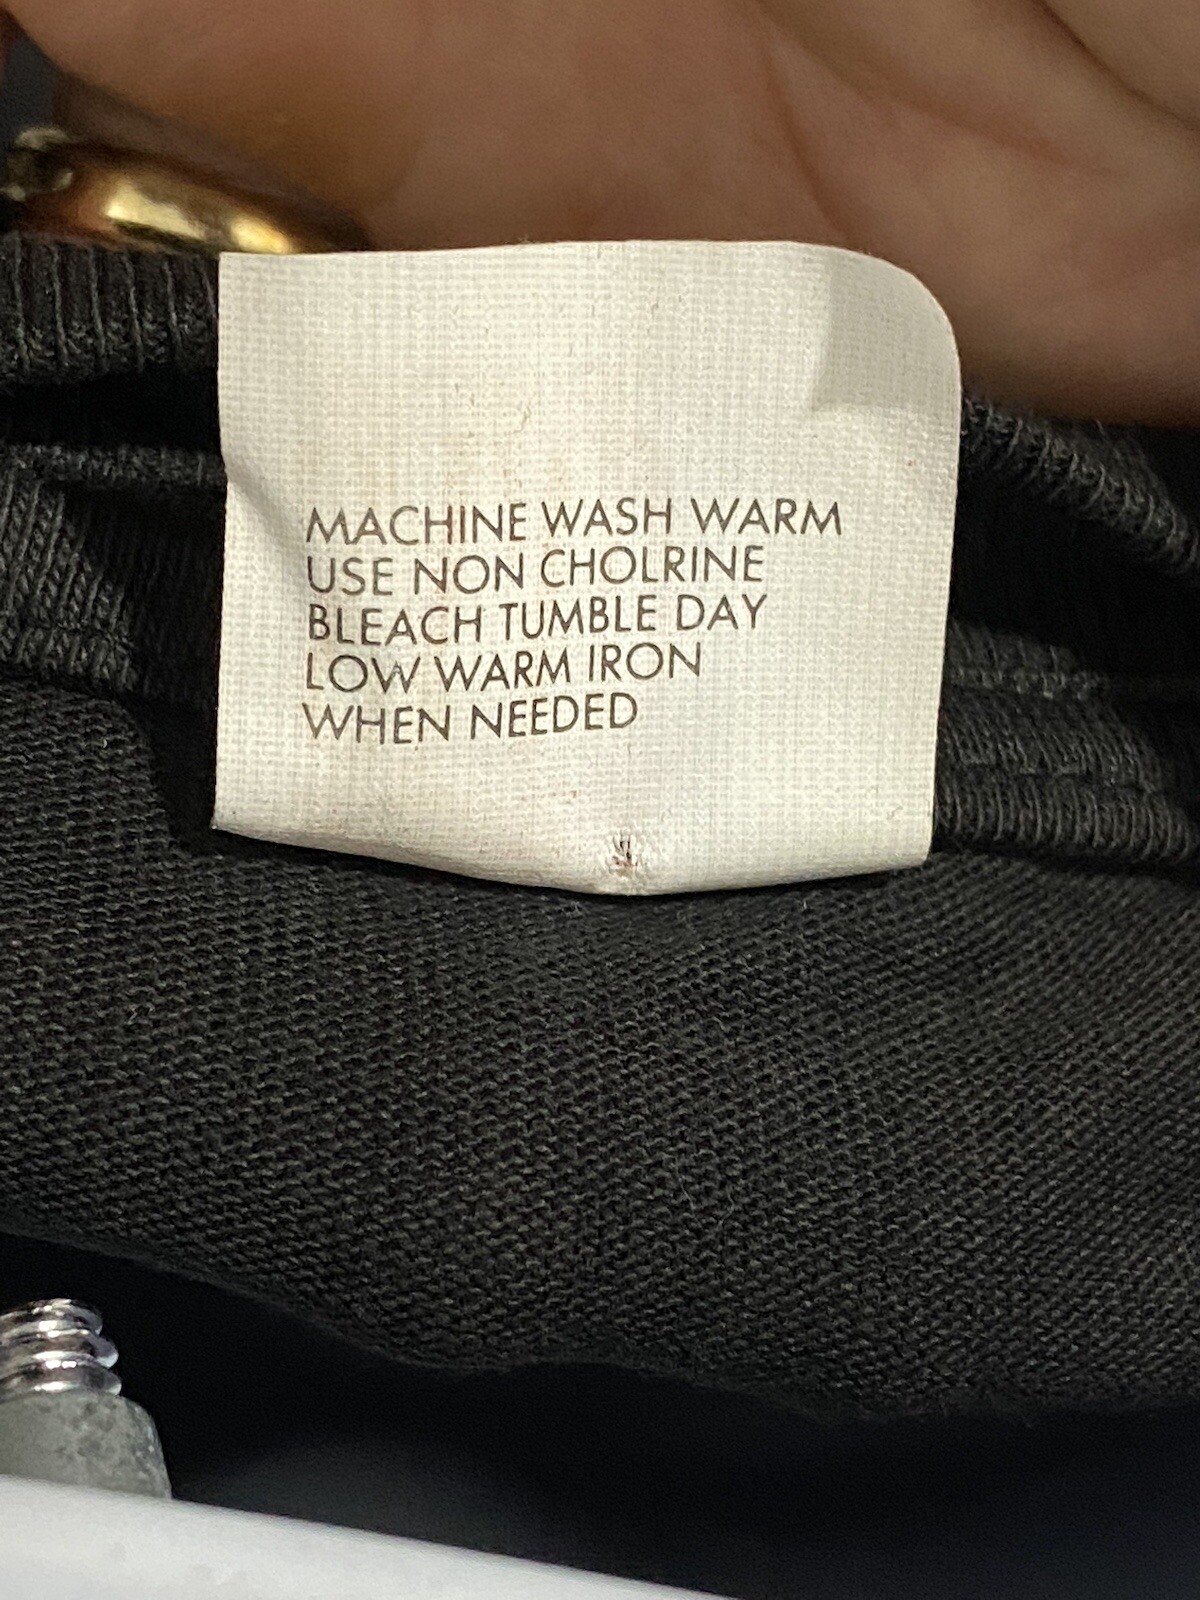 MACHINE WASH WARM
USE NON CHOLRINE
BLEACH TUMBLE DAY
LOW WARM IRON
WHEN NEEDED